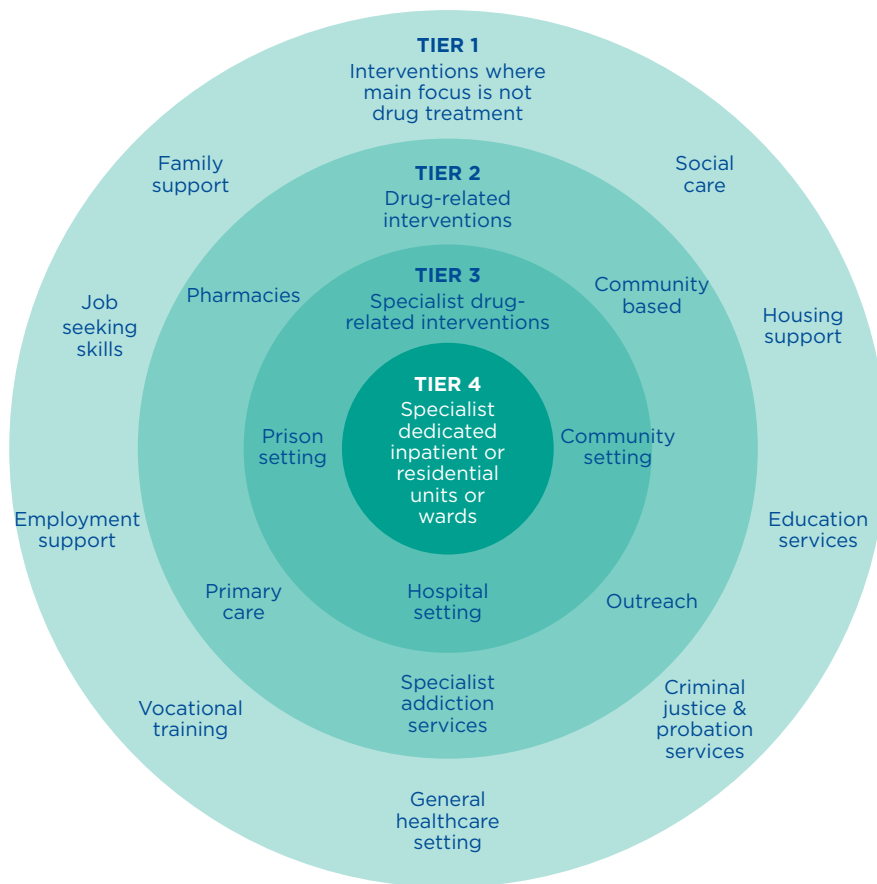 TIER 1
Interventions where
main focus is not
drug treatment
Family
support
Social
care
TIER 2
Drug-related
interventions
Pharmacies
Community
based
Job
seeking
skills
Housing
support
TIER 3
Specialist drug-
related interventions
TIER 4
Specialist
dedicated
inpatient or
residential
units or
wards
Prison
setting
Community
setting
Employment
support
Education
services
Primary
care
Hospital
setting
Outreach
Vocational
training
Specialist
addiction
services
Criminal
justice &
probation
services
General
healthcare
setting